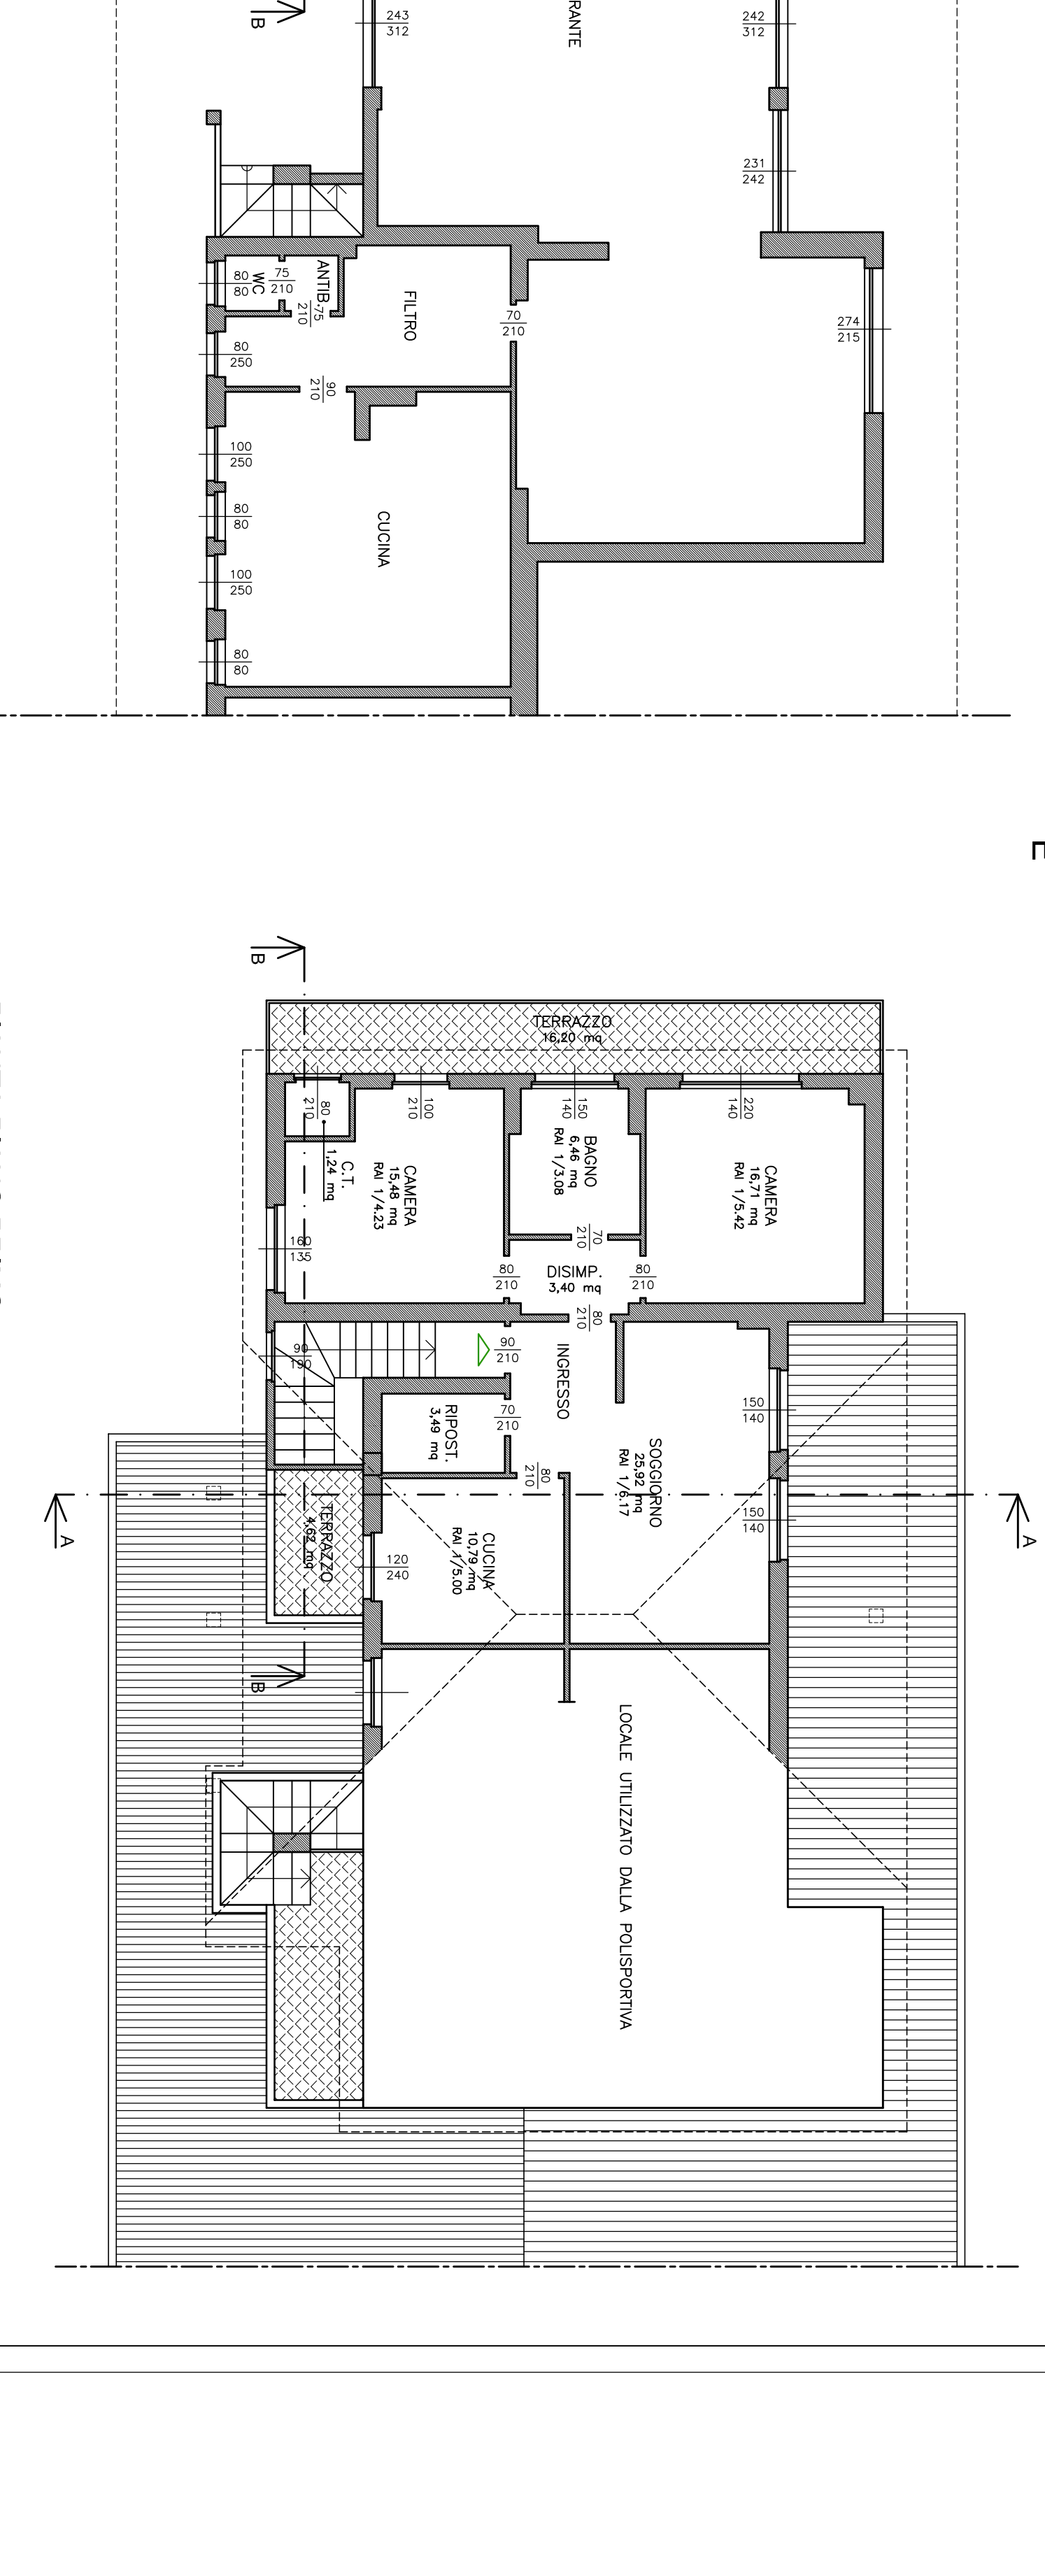 B
243
312
RANTE
242
312
231
242
80
80
WC
75
210
ANTIB.
75
210
FILTRO
70
210
274
215
80
250
90
210
100
250
80
80
CUCINA
100
250
80
80
B
TERRAZZO
16,20 mq
80
210
100
210
150
140
220
140
C.T.
1,24 mq
CAMERA
15,48 mq
RAI 1/4.23
BAGNO
6,46 mq
RAI 1/3.08
CAMERA
16,71 mq
RAI 1/5.42
70
210
160
135
80
210
DISIMP.
3,40 mq
80
210
80
210
90
190
90
210
INGRESSO
RIPOST.
3,49 mq
70
210
150
140
80
210
SOGGIORNO
25,92 mq
RAI 1/6.17
A
A
150
140
TERRAZZO
4,62 mq
120
240
CUCINA
10,79 mq
RAI 1/5.00
B
LOCALE UTILIZZATO DALLA POLISPORTIVA